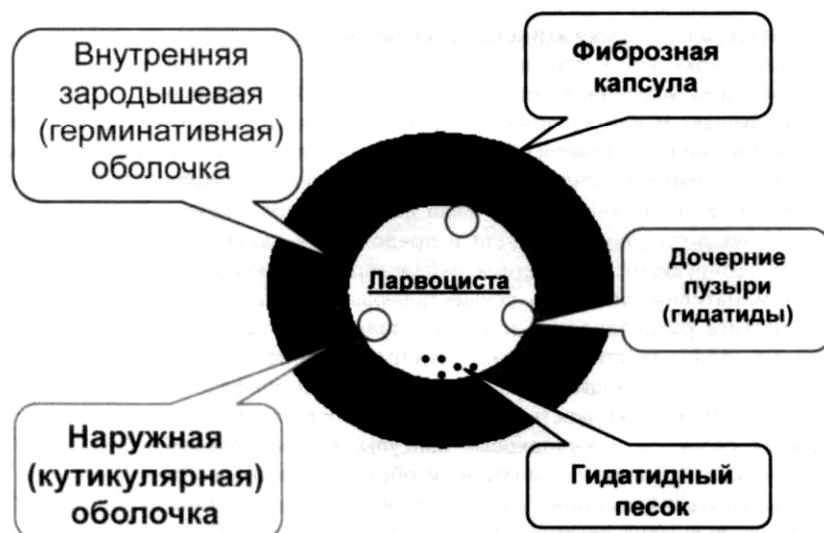 Внутренняя
зародышевая
(герминативная)
оболочка
Фиброзная
капсула
Ларвоциста
Дочерние
пузыри
(гидатиды)
Наружная
(кутикулярная)
оболочка
Гидатидный
песок